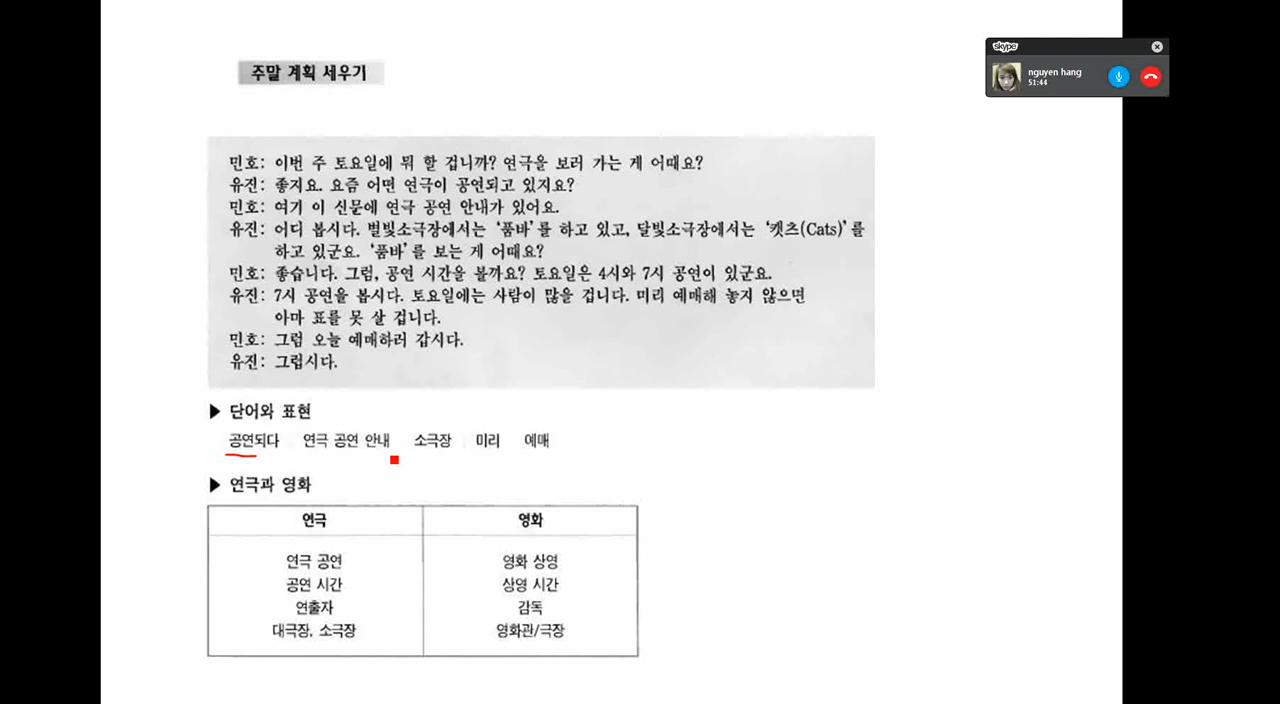 주말 계획 세우기
skype
nguyen hang
51:44
민호: 이번 주 토요일에 뭐 할 겁니까? 연극을 보러 가는 게 어때요?
유진: 좋지요. 요즘 어떤 연극이 공연되고 있지요?
민호: 여기 이 신문에 연극 공연 안내가 있어요.
유진: 어디 봅시다. 별빛소극장에서는 '품바'를 하고 있고, 달빛소극장에서는 '캣츠(Cats)'를
하고 있군요. '품바'를 보는 게 어때요?
민호: 좋습니다. 그럼, 공연 시간을 볼까요? 토요일은 4시와 7시 공연이 있군요.
유진: 7시 공연을 봅시다. 토요일에는 사람이 많을 겁니다. 미리 예매해 놓지 않으면
아마 표를 못 살 겁니다.
민호: 그럼 오늘 예매하러 갑시다.
유진: 그럽시다.
▶ 단어와 표현
공연되다 연극 공연 안내 소극장 미리 예매
▶ 연극과 영화
연극 영화
연극 공연 영화 상영
공연 시간 상영 시간
연출자 감독
대극장, 소극장 영화관/극장